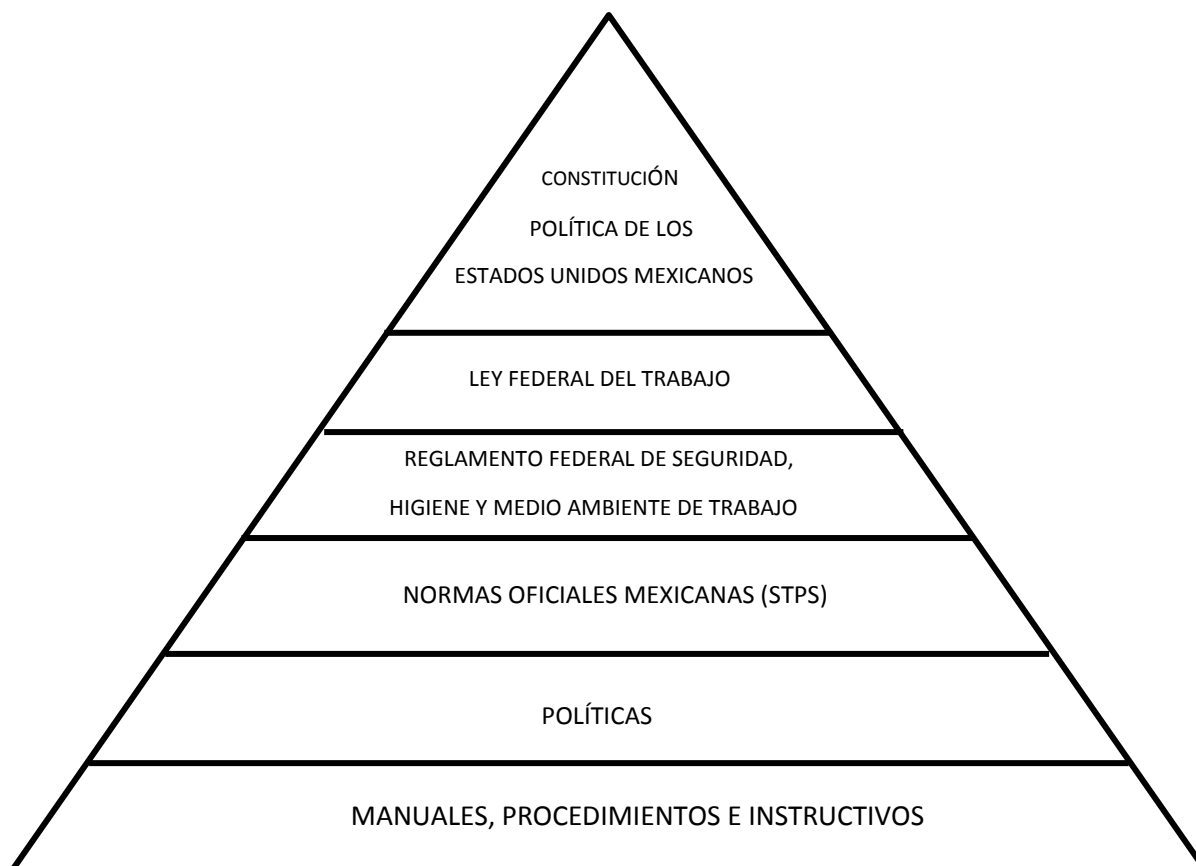 CONSTITUCIÓN
POLÍTICA DE LOS
ESTADOS UNIDOS MEXICANOS
LEY FEDERAL DEL TRABAJO
REGLAMENTO FEDERAL DE SEGURIDAD,
HIGIENE Y MEDIO AMBIENTE DE TRABAJO
NORMAS OFICIALES MEXICANAS (STPS)
POLÍTICAS
MANUALES, PROCEDIMIENTOS E INSTRUCTIVOS